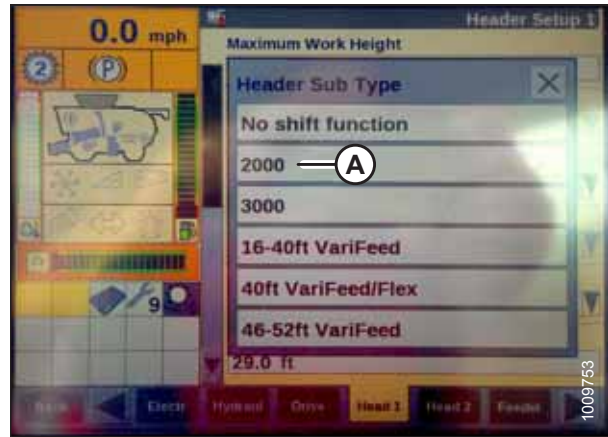 0.0 mph
Header Setup 1
Maximum Work Height
2
P
Header Sub Type
No shift function
2000
A
3000
16-40ft VariFeed
40ft VariFeed/Flex
46-52ft VariFeed
9
29.0 ft
Back
Electr
Hydraul
Drive
Head 1
Head 2
Feeder
1009753